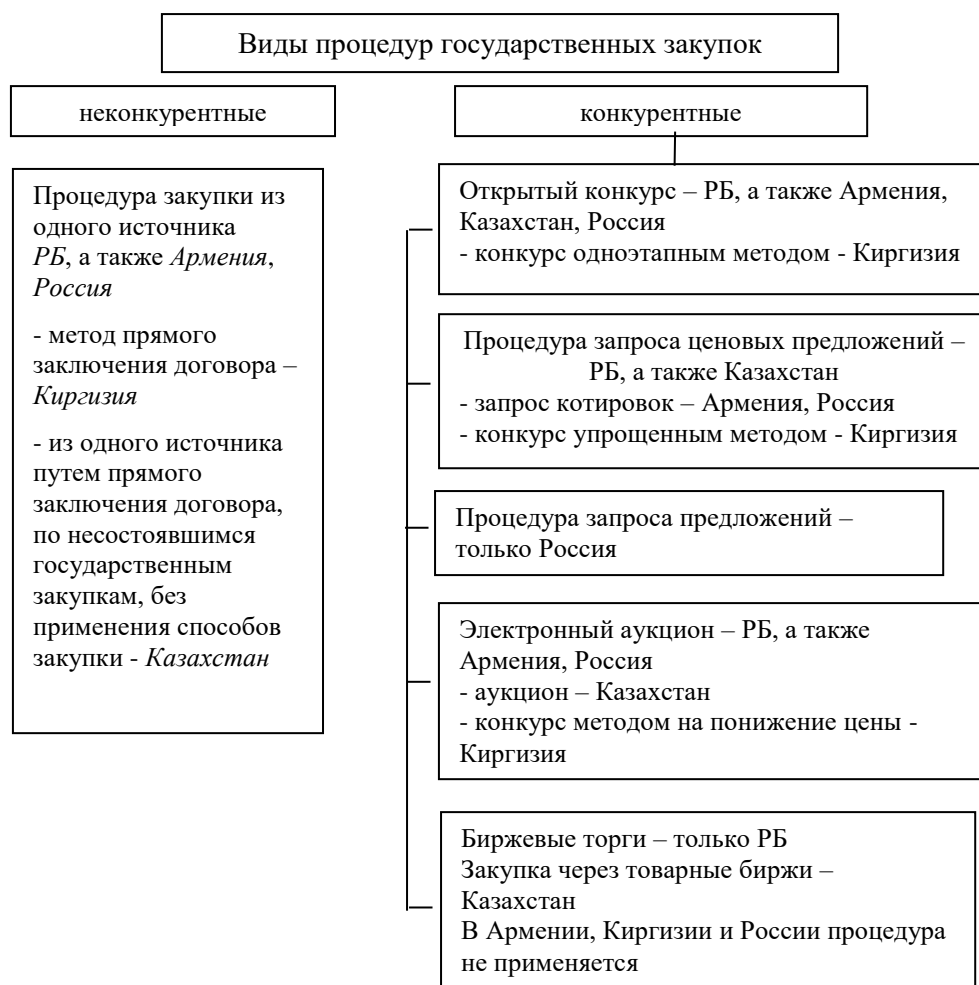 Виды процедур государственных закупок
неконкурентные
конкурентные
Процедура закупки из
одного источника
РБ, а также Армения,
Россия
- метод прямого
заключения договора –
Киргизия
- из одного источника
путем прямого
заключения договора,
по несостоявшимся
государственным
закупкам, без
применения способов
закупки - Казахстан
Открытый конкурс – РБ, а также Армения,
Казахстан, Россия
- конкурс одноэтапным методом - Киргизия
Процедура запроса ценовых предложений –
РБ, а также Казахстан
- запрос котировок – Армения, Россия
- конкурс упрощенным методом - Киргизия
Процедура запроса предложений –
только Россия
Электронный аукцион – РБ, а также
Армения, Россия
- аукцион – Казахстан
- конкурс методом на понижение цены -
Киргизия
Биржевые торги – только РБ
Закупка через товарные биржи –
Казахстан
В Армении, Киргизии и России процедура
не применяется